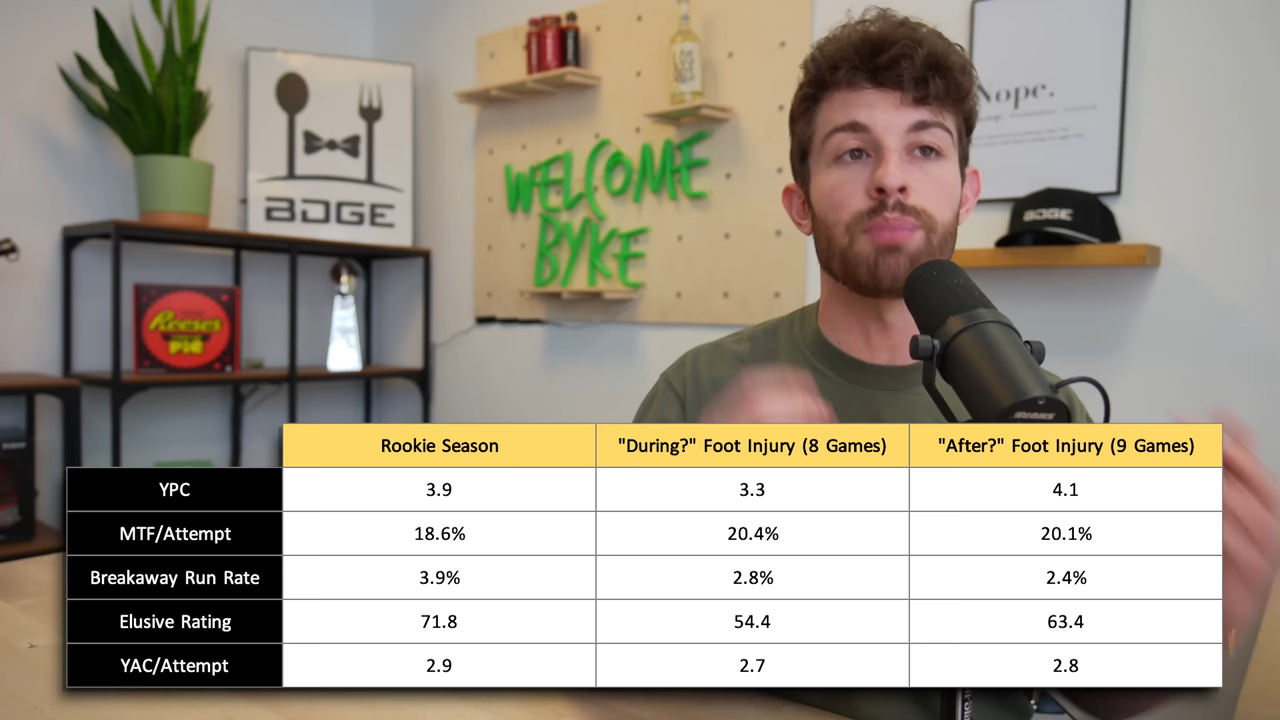 BDGE
Reeses
PIE
WELCOME
BYKE
Nope.
BDGE
Rookie Season "During?" Foot Injury (8 Games) "After?" Foot Injury (9 Games)
YPC 3.9 3.3 4.1
MTF/Attempt 18.6% 20.4% 20.1%
Breakaway Run Rate 3.9% 2.8% 2.4%
Elusive Rating 71.8 54.4 63.4
YAC/Attempt 2.9 2.7 2.8